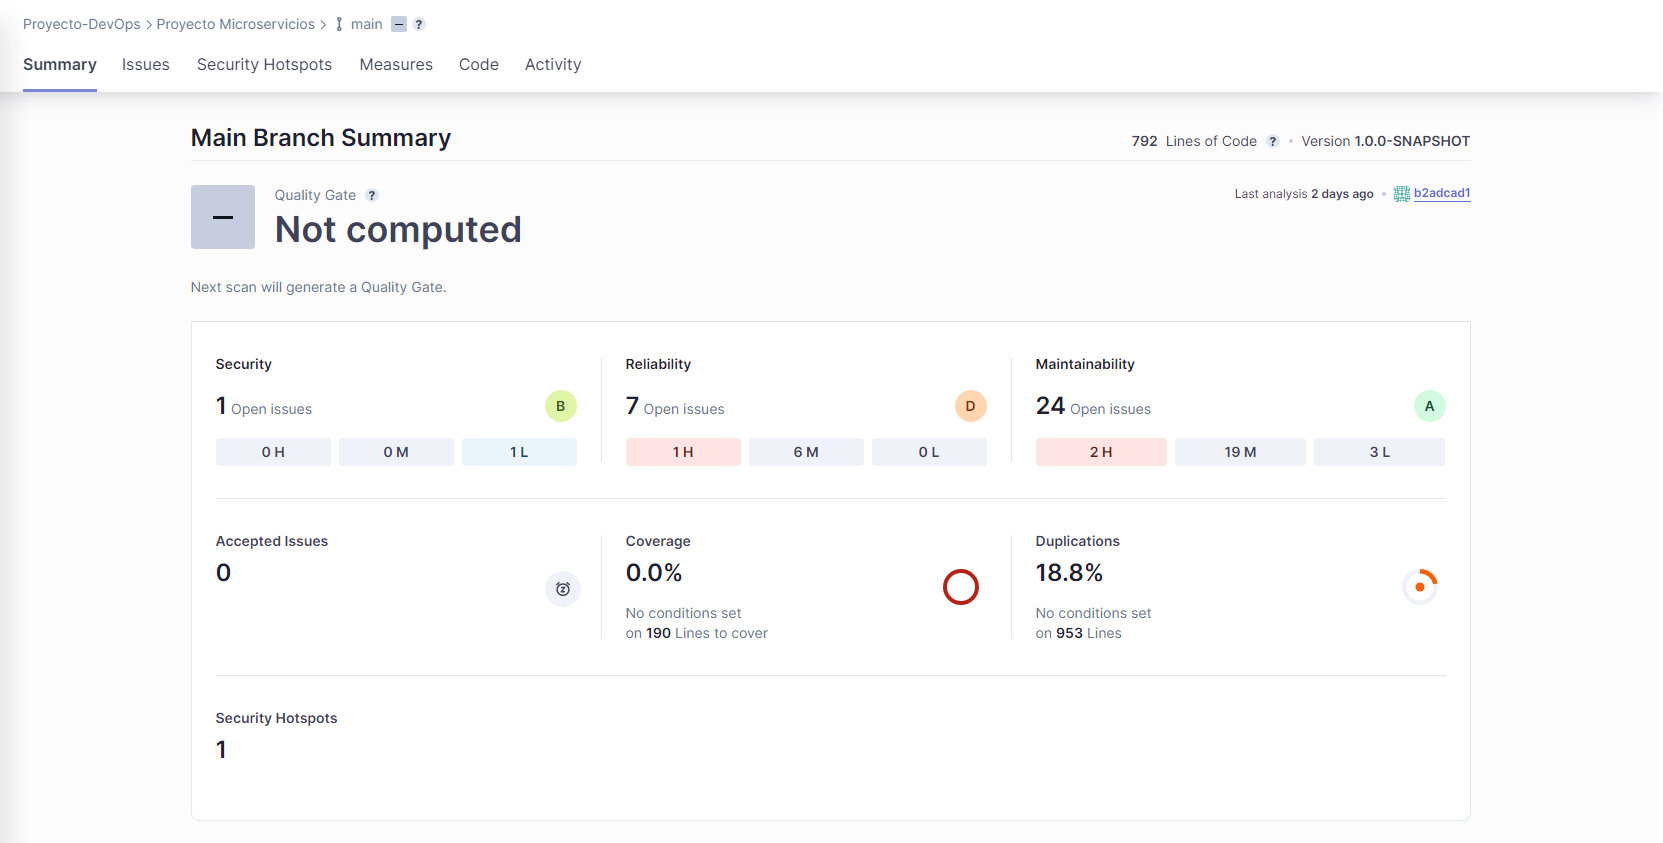 Proyecto-DevOps > Proyecto Microservicios > main – ?
Summary Issues Security Hotspots Measures Code Activity
Main Branch Summary
792 Lines of Code ? • Version 1.0.0-SNAPSHOT
Quality Gate ?
Last analysis 2 days ago • b2adcad1
Not computed
Next scan will generate a Quality Gate.
Security Reliability Maintainability
1 Open issues B 7 Open issues D 24 Open issues A
0 H 0 M 1 L 1 H 6 M 0 L 2 H 19 M 3 L
Accepted Issues Coverage Duplications
0 0.0% 18.8%
No conditions set No conditions set
on 190 Lines to cover on 953 Lines
Security Hotspots
1